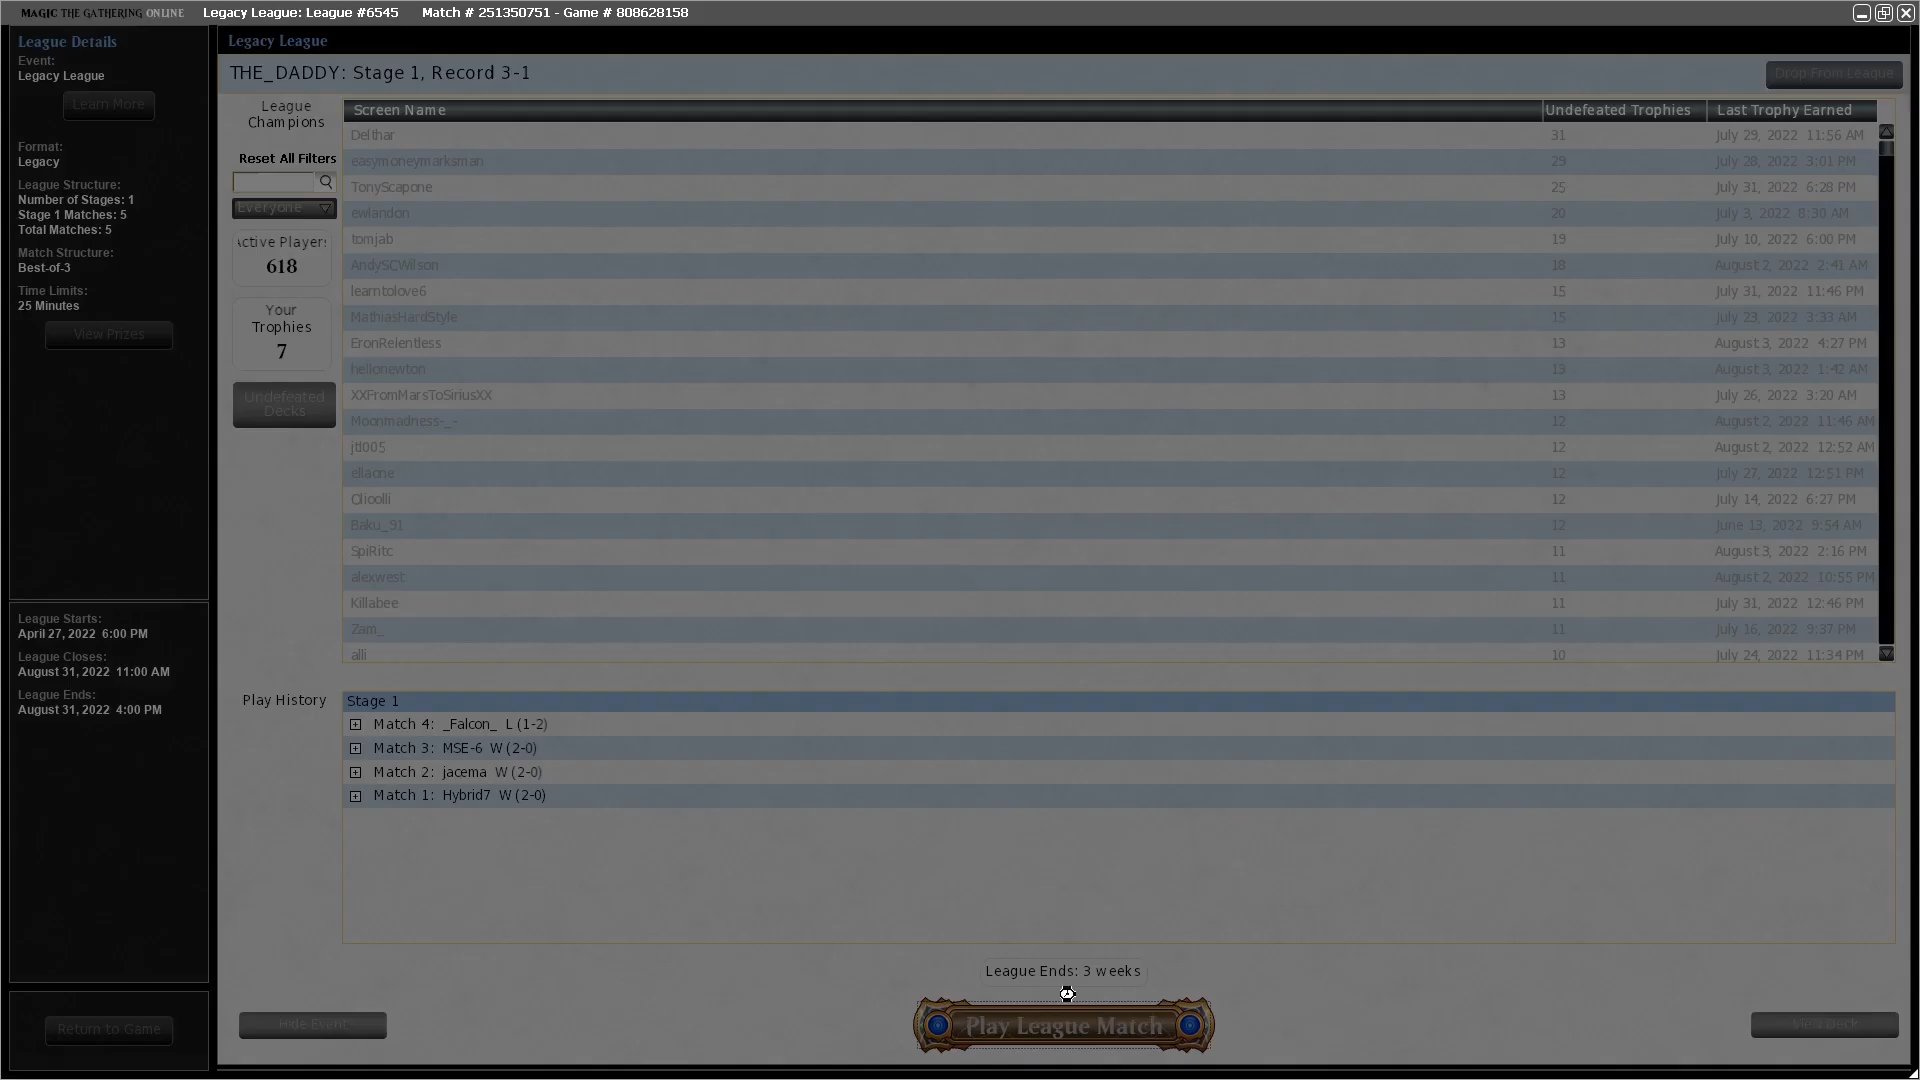 MAGIC THE GATHERING ONLINE Legacy League: League #6545 Match # 251350751 - Game # 808628158
League Details
Event:
Legacy League
Learn More
Format:
Legacy
League Structure:
Number of Stages: 1
Stage 1 Matches: 5
Total Matches: 5
Match Structure:
Best-of-3
Time Limits:
25 Minutes
View Prizes
League Starts:
April 27, 2022 6:00 PM
League Closes:
August 31, 2022 11:00 AM
League Ends:
August 31, 2022 4:00 PM
Return to Game
Legacy League
THE_DADDY: Stage 1, Record 3-1
Drop From League
League
Champions
Reset All Filters
Everyone
Active Players
618
Your
Trophies
7
Undefeated
Decks
Screen Name Undefeated Trophies Last Trophy Earned
Delthar 31 July 29, 2022 11:56 AM
easymoneymarksman 29 July 28, 2022 3:01 PM
TonyScapone 25 July 31, 2022 6:28 PM
ewlandon 20 July 3, 2022 8:30 AM
tomjab 19 July 10, 2022 6:00 PM
AndySCWilson 18 August 2, 2022 2:41 AM
learntolove6 15 July 31, 2022 11:46 PM
MathiasHardStyle 15 July 23, 2022 3:33 AM
EronRelentless 13 August 3, 2022 4:27 PM
hellonewton 13 August 3, 2022 1:42 AM
XXFromMarsToSiriusXX 13 July 26, 2022 3:20 AM
Moonmadness-_- 12 August 2, 2022 11:46 AM
jtl005 12 August 2, 2022 12:52 AM
ellacne 12 July 27, 2022 12:51 PM
Olioolli 12 July 14, 2022 6:27 PM
Baku_91 12 June 13, 2022 9:54 AM
SpiRitc 11 August 3, 2022 2:16 PM
alexwest 11 August 2, 2022 10:55 PM
Killabee 11 July 31, 2022 12:46 PM
Zam_ 11 July 16, 2022 9:37 PM
alli 10 July 24, 2022 11:34 PM
Play History
Stage 1
Match 4: _Falcon_ L (1-2)
Match 3: MSE-6 W (2-0)
Match 2: jacema W (2-0)
Match 1: Hybrid7 W (2-0)
League Ends: 3 weeks
Hide Event
Play League Match
View Deck